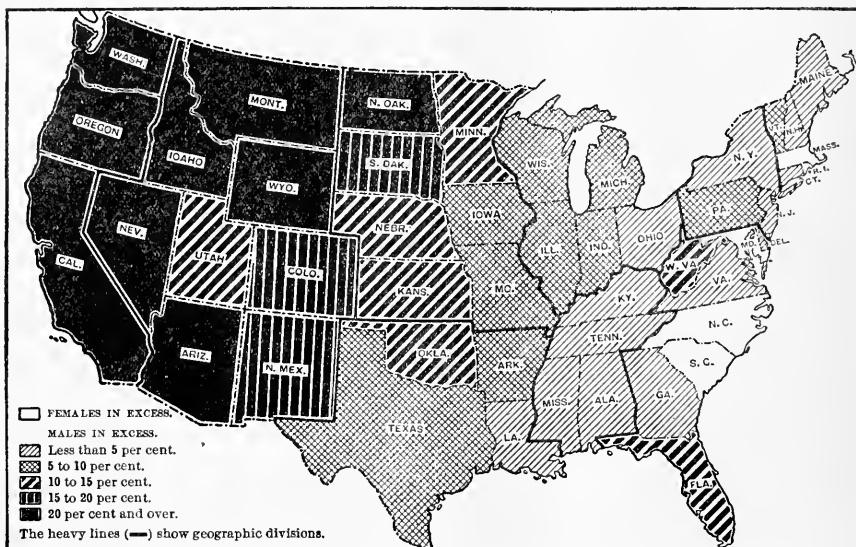 WASH.
MONT.
N. DAK.
MINN.
MAINE
OREGON
IDAHO
S. DAK.
WIS.
VT.
N.H.
MASS.
N.Y.
R.I.
CT.
WYO.
MICH.
IOWA
PA.
N.J.
NEV.
UTAH
NEBR.
ILL.
IND.
OHIO
MD.
DEL.
CAL.
COLO.
KANS.
MO.
W. VA.
VA.
KY.
N. C.
TENN.
ARIZ.
N. MEX.
OKLA.
ARK.
S. C.
TEXAS
LA.
MISS.
ALA.
GA.
FLA.
FEMALES IN EXCESS.
MALES IN EXCESS.
Less than 5 per cent.
5 to 10 per cent.
10 to 15 per cent.
15 to 20 per cent.
20 per cent and over.
The heavy lines (▬) show geographic divisions.